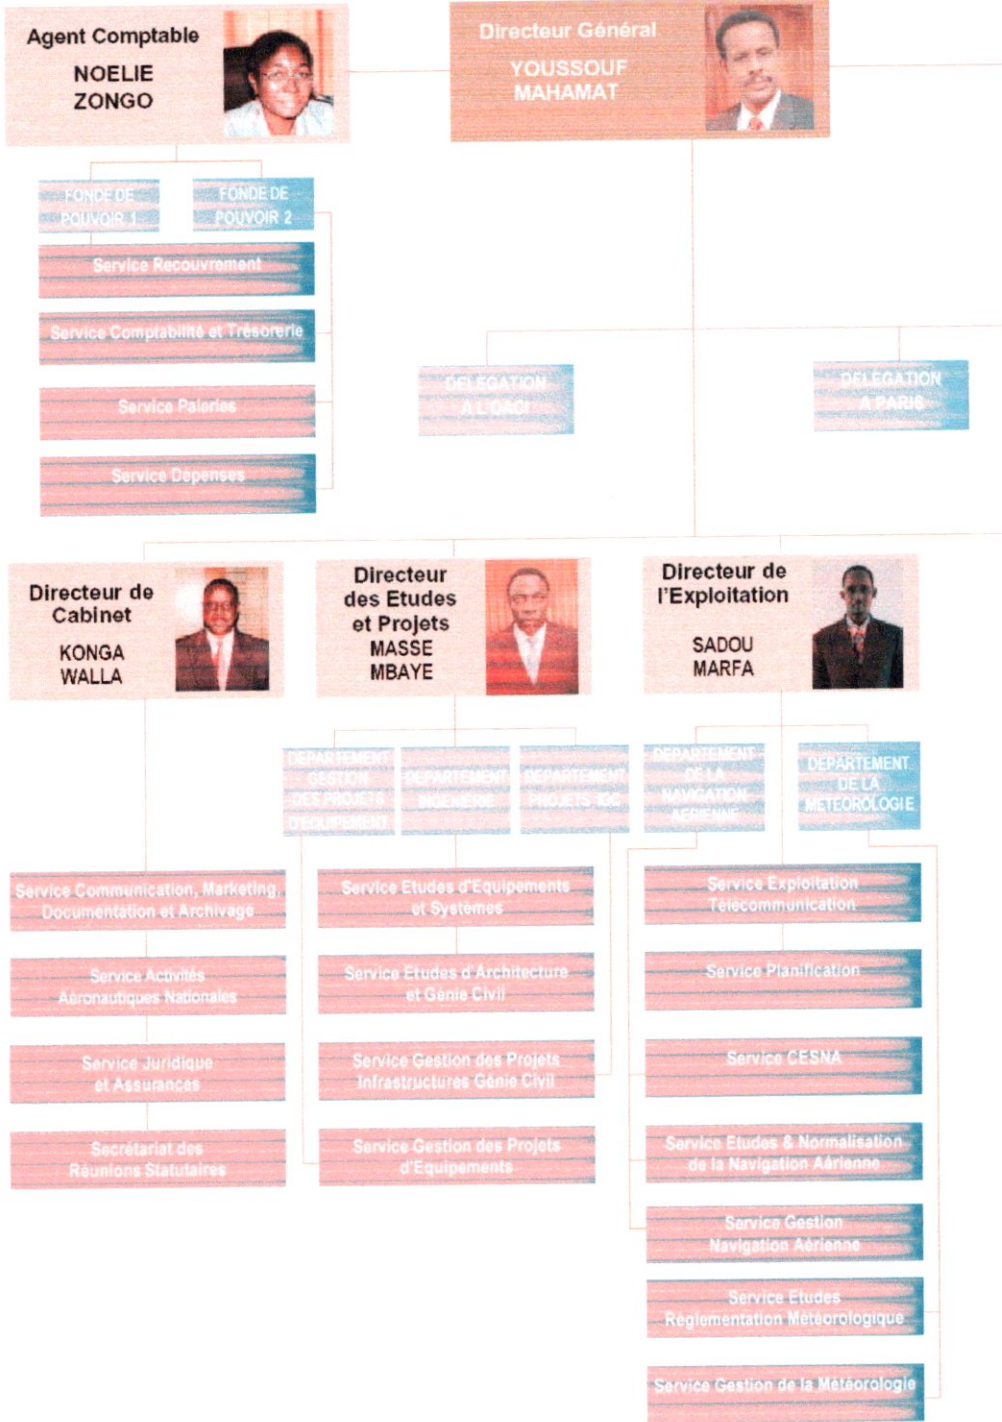 Agent Comptable
NOELIE
ZONGO
Directeur Général
YOUSSOUF
MAHAMAT
FONDE DE
POUVOIR 1
FONDE DE
POUVOIR 2
Service Recouvrement
Service Comptabilité et Trésorerie
Service Paieries
Service Dépenses
DELEGATION
A L'OACI
DELEGATION
A PARIS
Directeur de
Cabinet
KONGA
WALLA
Directeur
des Etudes
et Projets
MASSE
MBAYE
Directeur de
l'Exploitation
SADOU
MARFA
DEPARTEMENT
GESTION
DES PROJETS
D'EQUIPEMENT
DEPARTEMENT
INGENIERIE
DEPARTEMENT
PROJETS IGC
DEPARTEMENT
DE LA
NAVIGATION
AERIENNE
DEPARTEMENT
DE LA
METEOROLOGIE
Service Communication, Marketing,
Documentation et Archivage
Service Activités
Aéronautiques Nationales
Service Juridique
et Assurances
Secrétariat des
Réunions Statutaires
Service Etudes d'Equipements
et Systèmes
Service Etudes d'Architecture
et Génie Civil
Service Gestion des Projets
Infrastructures Génie Civil
Service Gestion des Projets
d'Equipements
Service Exploitation
Télécommunication
Service Planification
Service CESNA
Service Etudes & Normalisation
de la Navigation Aérienne
Service Gestion
Navigation Aérienne
Service Etudes
Réglementation Météorologique
Service Gestion de la Météorologie